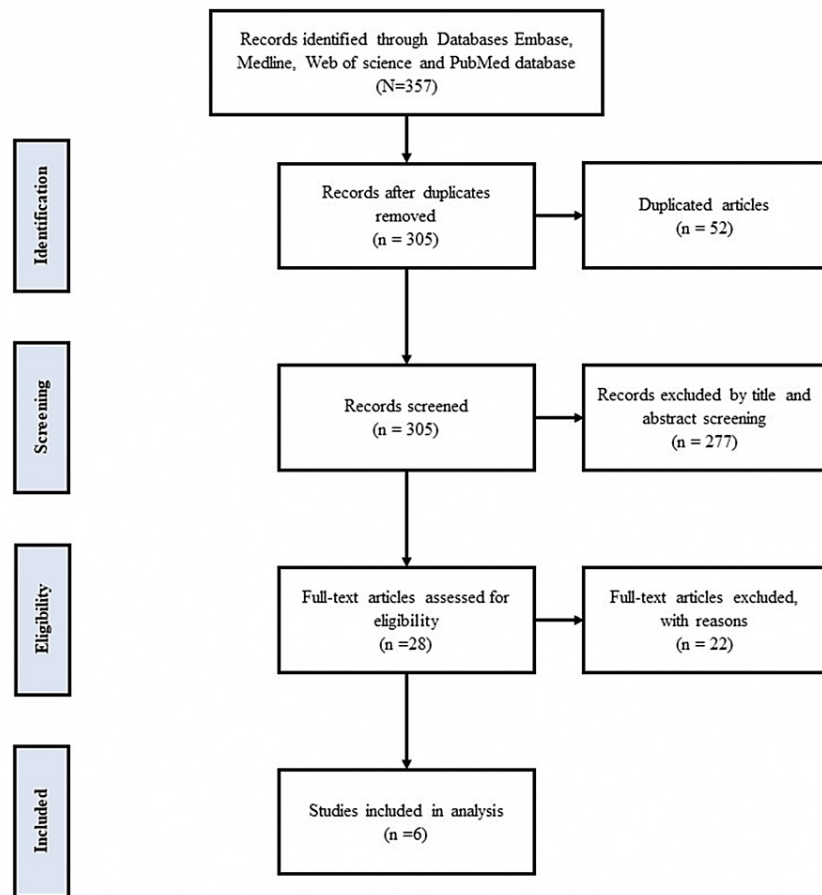 Records identified through Databases Embase,
Medline, Web of science and PubMed database
(N=357)
Identification
Records after duplicates
removed
(n = 305)
Duplicated articles
(n = 52)
Screening
Records screened
(n = 305)
Records excluded by title and
abstract screening
(n = 277)
Eligibility
Full-text articles assessed for
eligibility
(n =28)
Full-text articles excluded,
with reasons
(n = 22)
Included
Studies included in analysis
(n =6)